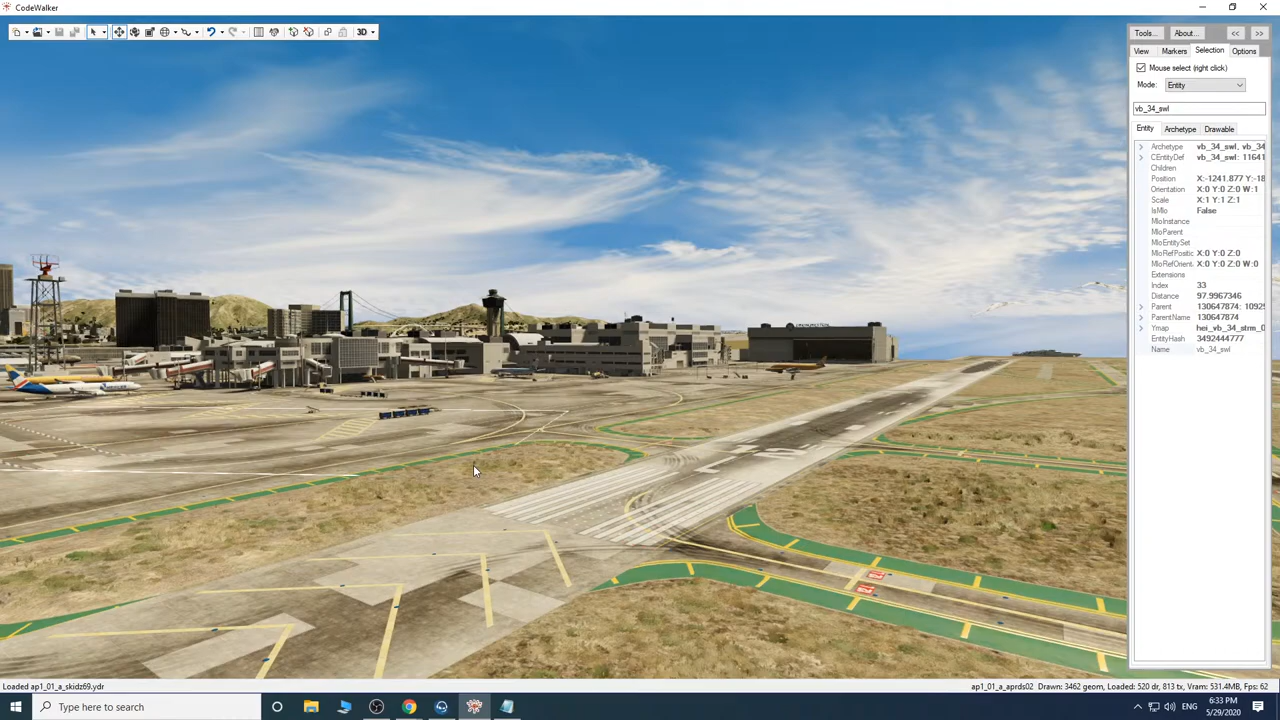 CodeWalker
3D
Tools...
About...
<<
>>
View
Markers
Selection
Options
Mouse select (right click)
Mode:
Entity
vb_34_swl
Entity
Archetype
Drawable
Archetype vb_34_swl, vb_34
CEntityDef vb_34_swl: 11641
Children
Position X:-1241.877 Y:-18
Orientation X:0 Y:0 Z:0 W:1
Scale X:1 Y:1 Z:1
IsMlo False
MloInstance
MloParent
MloEntitySet
MloRefPositic X:0 Y:0 Z:0
MloRefOrient. X:0 Y:0 Z:0 W:0
Extensions
Index 33
Distance 97.9967346
Parent 130647874: 1092
ParentName 130647874
Ymap hei_vb_34_strm_0
EntityHash 3492444777
Name vb_34_swl
Loaded ap1_01_a_skidz69.ydr
ap1_01_a_aprds02 Drawn: 3462 geom, Loaded: 520 dr, 813 tx, Vram: 531.4MB, Fps: 62
Type here to search
6:33 PM
5/29/2020